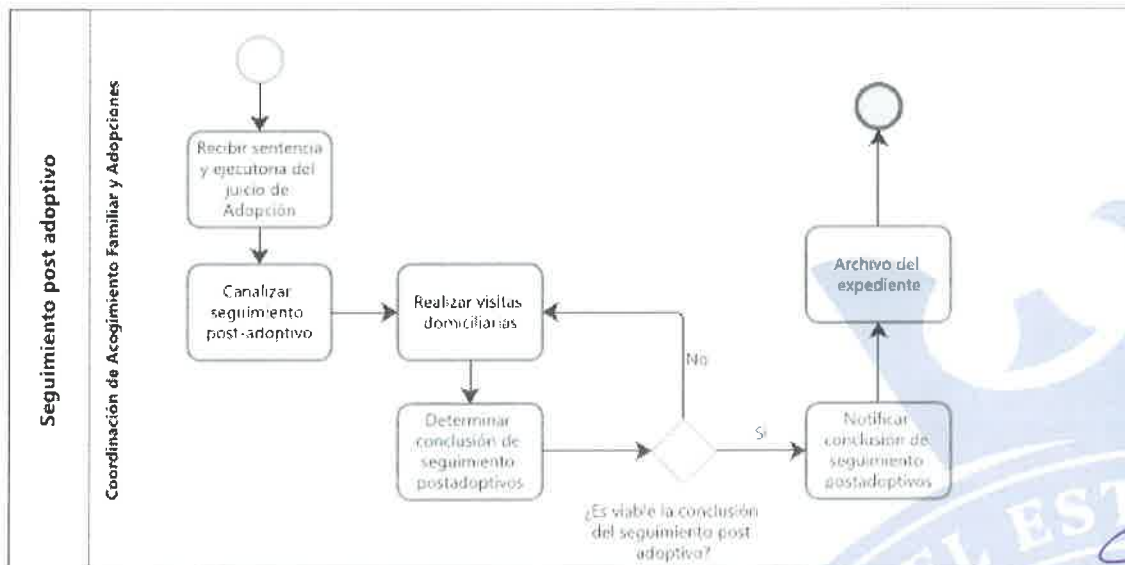 Seguimiento post adoptivo
Coordinación de Acogimiento Familiar y Adopciones
Recibir sentencia
y ejecutoria del
juicio de
Adopción
Canalizar
seguimiento
post-adoptivo
Realizar visitas
domiciliarias
Determinar
conclusión de
seguimiento
postadoptivos
¿Es viable la conclusión
del seguimiento post
adoptivo?
No
Si
Notificar
conclusión de
seguimiento
postadoptivos
Archivo del
expediente
EL EST